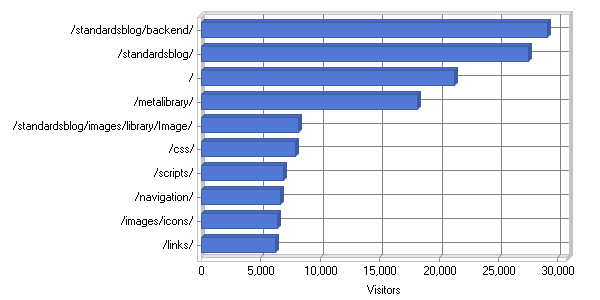 /standardsblog/backend/
/standardsblog/
/
/metalibrary/
/standardsblog/images/library/Image/
/css/
/scripts/
/navigation/
/images/icons/
/links/
0 5,000 10,000 15,000 20,000 25,000 30,000
Visitors